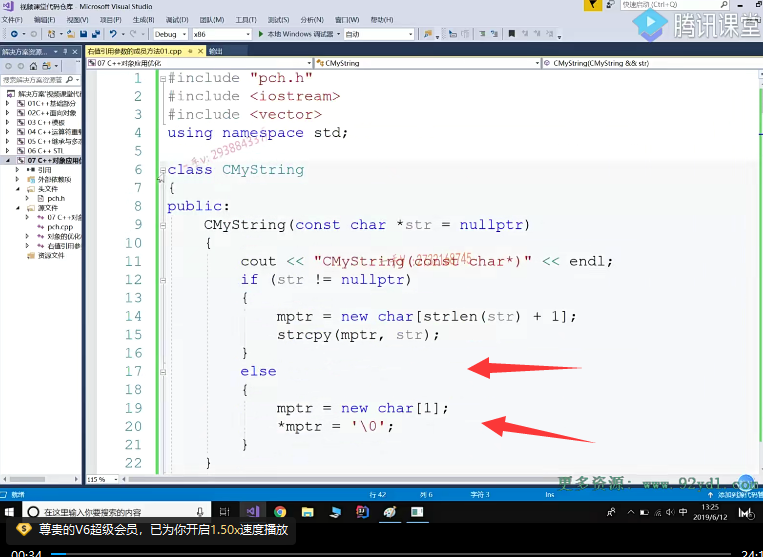 视频课堂代码仓库 - Microsoft Visual Studio
快速启动 (Ctrl+Q)
腾讯课堂
文件(F) 编辑(E) 视图(V) 项目(P) 生成(B) 调试(D) 团队(M) 工具(T) 测试(S) 分析(N) 窗口(W) 帮助(H)
Debug x86 本地 Windows 调试器 自动
解决方案资源...
右值引用参数的成员方法01.cpp 输出
07 C++对象应用优化 CMyString CMyString(CMyString && str)
搜索解决方案资源管
解决方案"视频课堂代码
01C++基础部分
02C++面向对象
03 C++模板
04 C++运算符重载
05 C++继承与多态
06 C++ STL
07 C++对象应用优
引用
外部依赖项
头文件
pch.h
源文件
07 C++对象
pch.cpp
对象的优化
右值引用参
资源文件
1 #include "pch.h"
2 #include <iostream>
3 #include <vector>
4 using namespace std;
5
6 class CMyString
7 {
8 public:
9 CMyString(const char *str = nullptr)
10 {
11 cout << "CMyString(const char*)" << endl;
12 if (str != nullptr)
13 {
14 mptr = new char[strlen(str) + 1];
15 strcpy(mptr, str);
16 }
17 else
18 {
19 mptr = new char[1];
20 *mptr = '\0';
21 }
22 }
115 %
更多资源: www.92xdl.com
就绪 行 42 列 6 字符 3 Ins 添加到源代码
在这里输入你要搜索的内容
中
13:25
2019/6/12
尊贵的V6超级会员，已为你开启1.50x速度播放
00:34